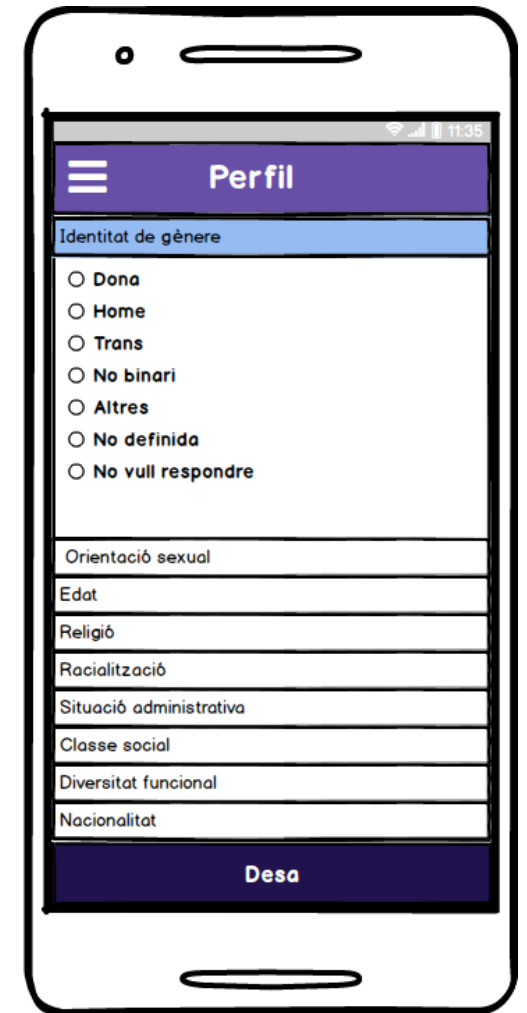 11:35
Perfil
Identitat de gènere
Dona
Home
Trans
No binari
Altres
No definida
No vull respondre
Orientació sexual
Edat
Religió
Racialització
Situació administrativa
Classe social
Diversitat funcional
Nacionalitat
Desa